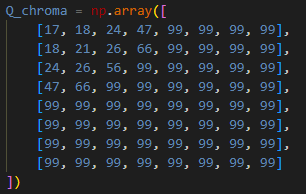 Q_chroma = np.array([
[17, 18, 24, 47, 99, 99, 99, 99],
[18, 21, 26, 66, 99, 99, 99, 99],
[24, 26, 56, 99, 99, 99, 99, 99],
[47, 66, 99, 99, 99, 99, 99, 99],
[99, 99, 99, 99, 99, 99, 99, 99],
[99, 99, 99, 99, 99, 99, 99, 99],
[99, 99, 99, 99, 99, 99, 99, 99],
[99, 99, 99, 99, 99, 99, 99, 99]
])